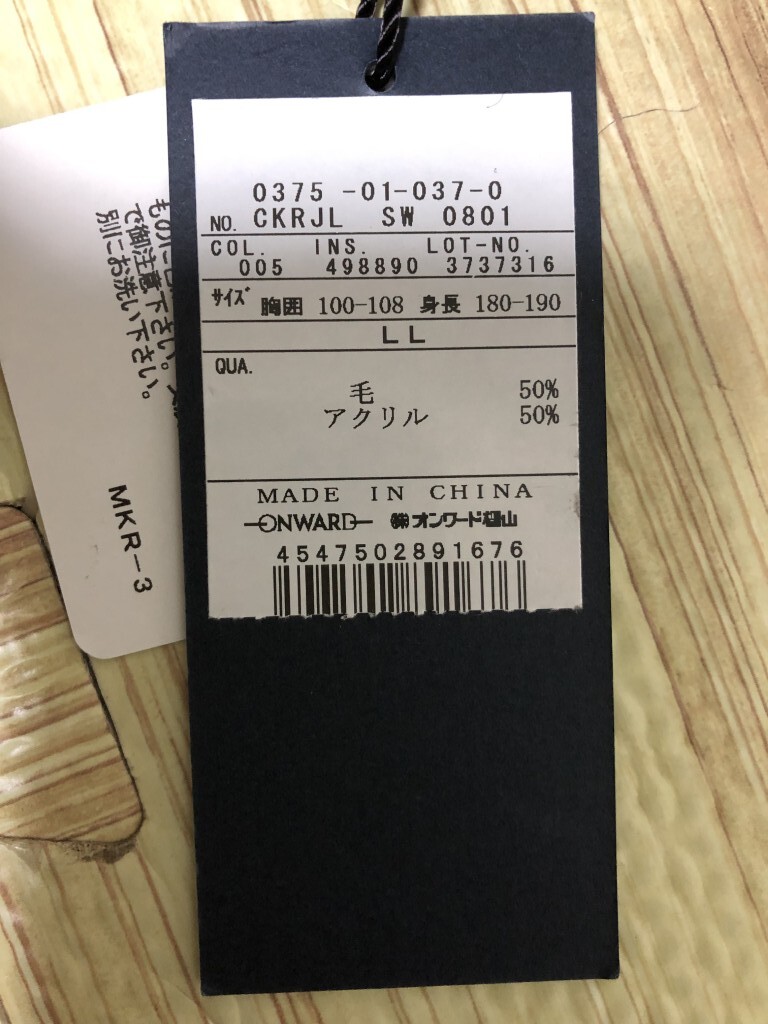 0375 -01-037-0
NO. CKRJL SW 0801
COL. INS. LOT-NO.
005 498890 3737316
サイズ 胸囲 100-108 身長 180-190
LL
QUA.
毛 50%
アクリル 50%
MADE IN CHINA
ONWARD ㈱オンワード樫山
4547502891676
で御注意下さい。
別にお洗い下さい。
MKR-3